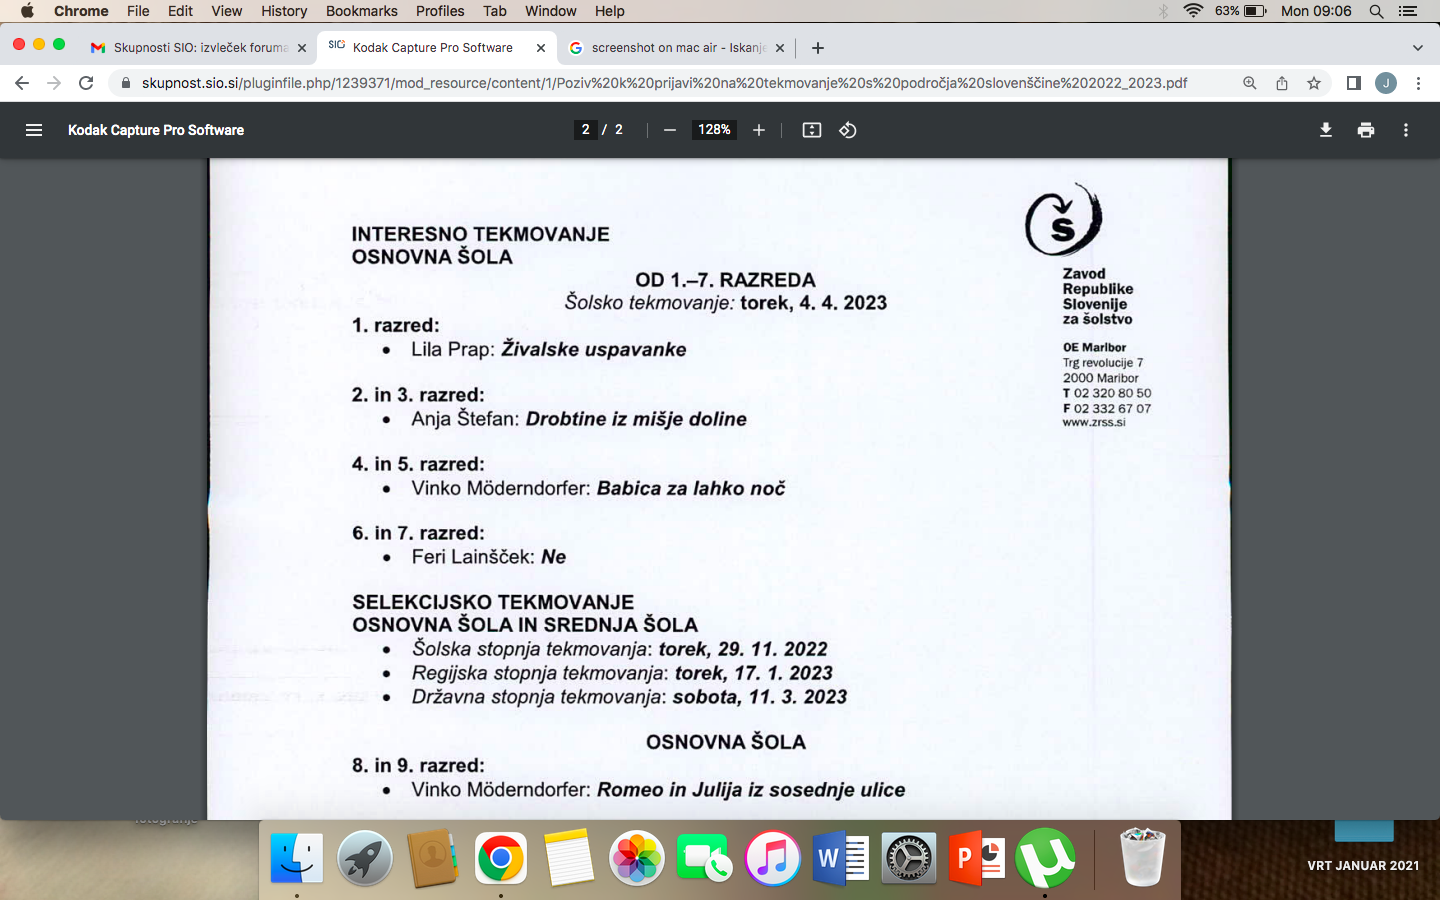 Chrome File Edit View History Bookmarks Profiles Tab Window Help 63% Mon 09:06
Skupnosti SIO: izvleček foruma
SIO Kodak Capture Pro Software
screenshot on mac air - Iskanje
skupnost.sio.si/pluginfile.php/1239371/mod_resource/content/1/Poziv%20k%20prijavi%20na%20tekmovanje%20s%20področja%20slovenščine%202022_2023.pdf
J
Kodak Capture Pro Software 2 / 2 128%
Š
INTERESNO TEKMOVANJE
OSNOVNA ŠOLA
OD 1.–7. RAZREDA
Šolsko tekmovanje: torek, 4. 4. 2023
1. razred:
• Lila Prap: Živalske uspavanke
2. in 3. razred:
• Anja Štefan: Drobtine iz mišje doline
4. in 5. razred:
• Vinko Möderndorfer: Babica za lahko noč
6. in 7. razred:
• Feri Lainšček: Ne
SELEKCIJSKO TEKMOVANJE
OSNOVNA ŠOLA IN SREDNJA ŠOLA
• Šolska stopnja tekmovanja: torek, 29. 11. 2022
• Regijska stopnja tekmovanja: torek, 17. 1. 2023
• Državna stopnja tekmovanja: sobota, 11. 3. 2023
OSNOVNA ŠOLA
8. in 9. razred:
• Vinko Möderndorfer: Romeo in Julija iz sosednje ulice
Zavod
Republike
Slovenije
za šolstvo
OE Maribor
Trg revolucije 7
2000 Maribor
T 02 320 80 50
F 02 332 67 07
www.zrss.si
W
P
µ
VRT JANUAR 2021